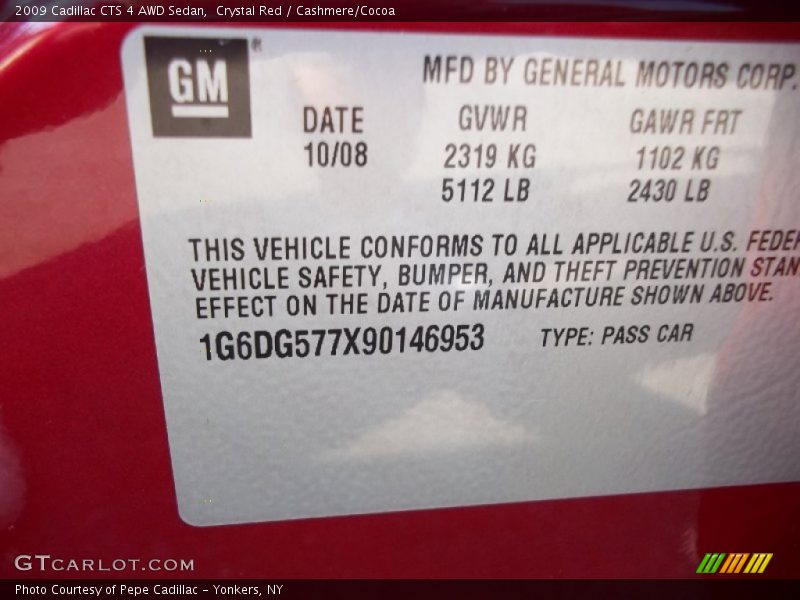 2009 Cadillac CTS 4 AWD Sedan, Crystal Red / Cashmere/Cocoa
GM®
MFD BY GENERAL MOTORS CORP.
DATE GVWR GAWR FRT
10/08 2319 KG 1102 KG
5112 LB 2430 LB
THIS VEHICLE CONFORMS TO ALL APPLICABLE U.S. FEDER
VEHICLE SAFETY, BUMPER, AND THEFT PREVENTION STAN
EFFECT ON THE DATE OF MANUFACTURE SHOWN ABOVE.
1G6DG577X90146953 TYPE: PASS CAR
GTCARLOT.COM
Photo Courtesy of Pepe Cadillac - Yonkers, NY